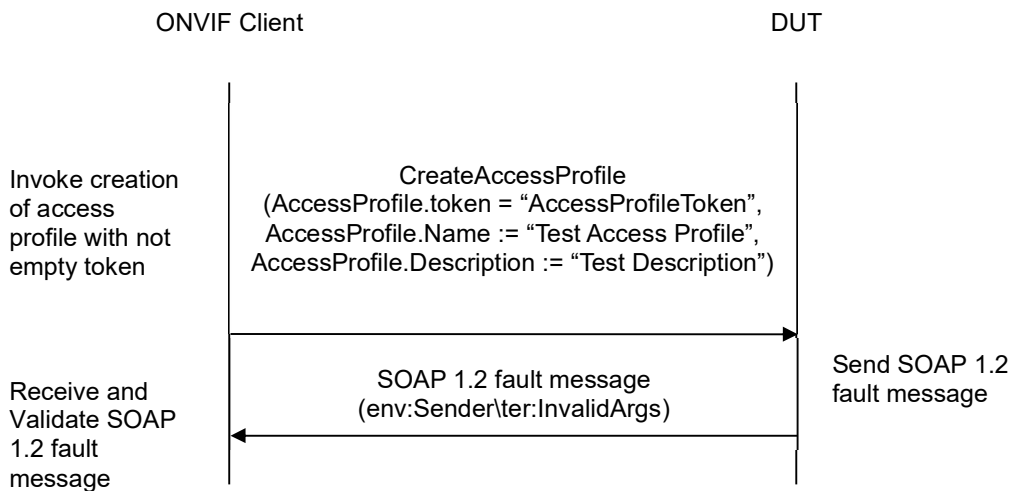 ONVIF Client
DUT
Invoke creation
of access
profile with not
empty token
CreateAccessProfile
(AccessProfile.token = “AccessProfileToken”,
AccessProfile.Name := “Test Access Profile”,
AccessProfile.Description := “Test Description”)
Send SOAP 1.2
fault message
SOAP 1.2 fault message
(env:Sender\ter:InvalidArgs)
Receive and
Validate SOAP
1.2 fault
message